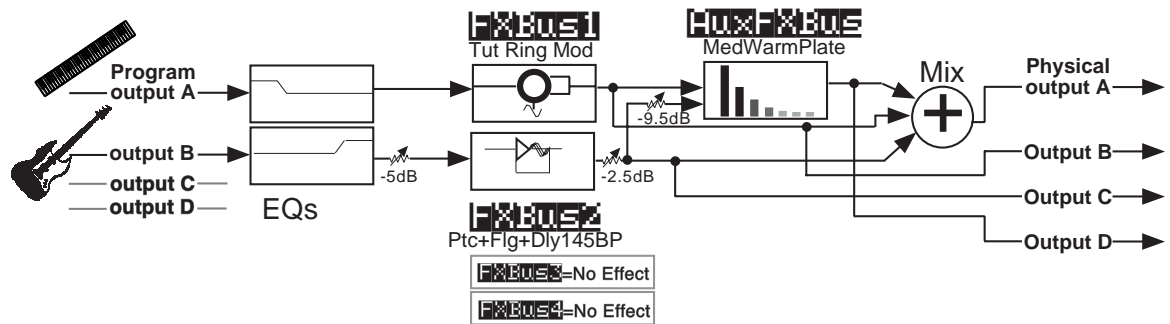 FXBus1
Tut Ring Mod
AuxFXBus
MedWarmPlate
Program
output A
Mix
Physical
output A
-9.5dB
output B
-5dB
-2.5dB
Output B
output C
Output C
output D
EQs
Output D
FXBus2
Ptc+Flg+Dly145BP
FXBus3=No Effect
FXBus4=No Effect